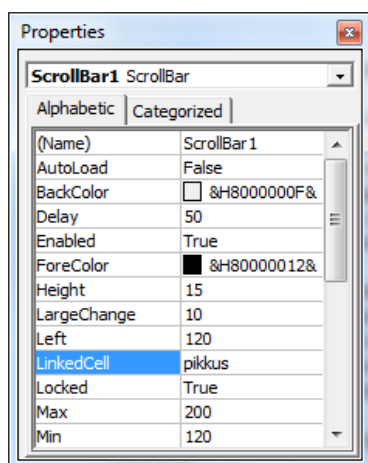 Properties
ScrollBar1 ScrollBar
Alphabetic Categorized
(Name) ScrollBar1
AutoLoad False
BackColor &H8000000F&
Delay 50
Enabled True
ForeColor &H80000012&
Height 15
LargeChange 10
Left 120
LinkedCell pikkus
Locked True
Max 200
Min 120